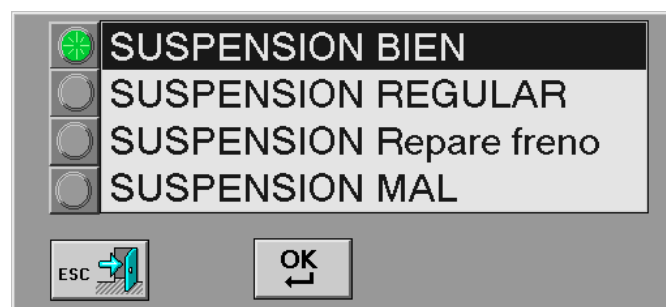 SUSPENSION BIEN
SUSPENSION REGULAR
SUSPENSION Repare freno
SUSPENSION MAL
ESC
OK